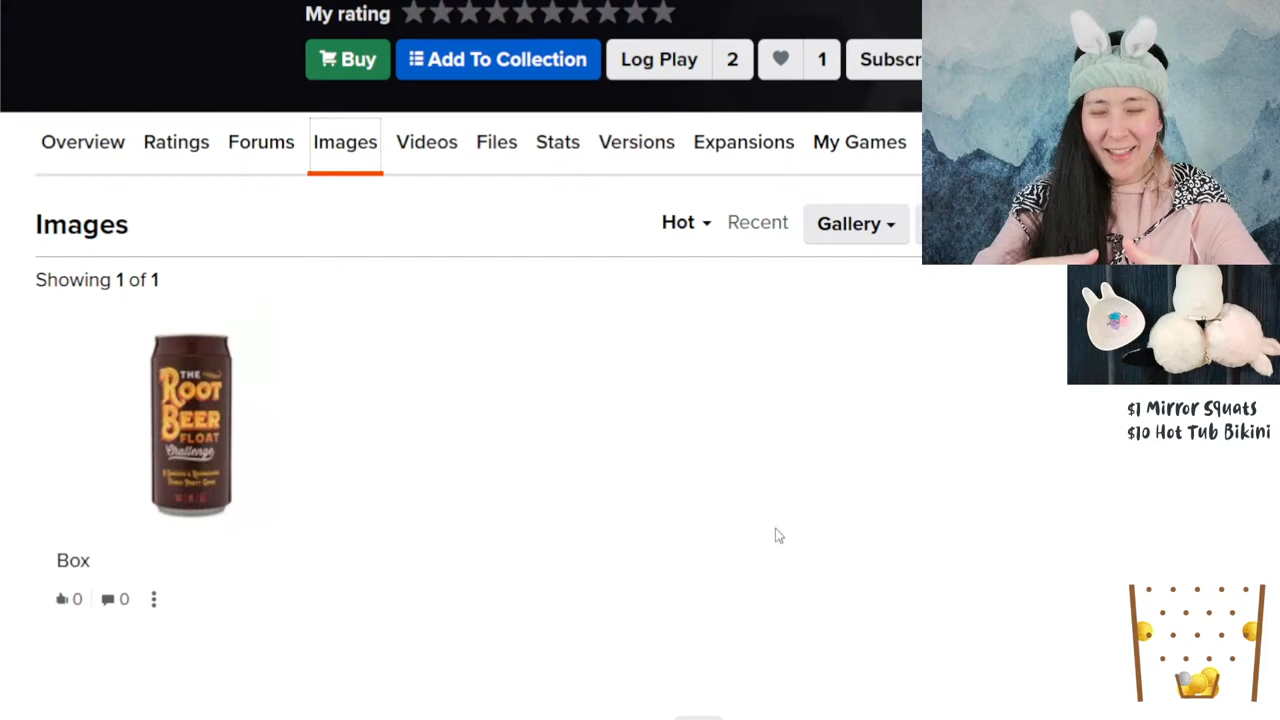 My rating
Buy
Add To Collection
Log Play 2
1
Subscr
Overview Ratings Forums Images Videos Files Stats Versions Expansions My Games
Images
Hot Recent Gallery
Showing 1 of 1
THE
ROOT
BEER
FLOAT
Challenge
Box
0 0
$1 Mirror Squats
$10 Hot Tub Bikini